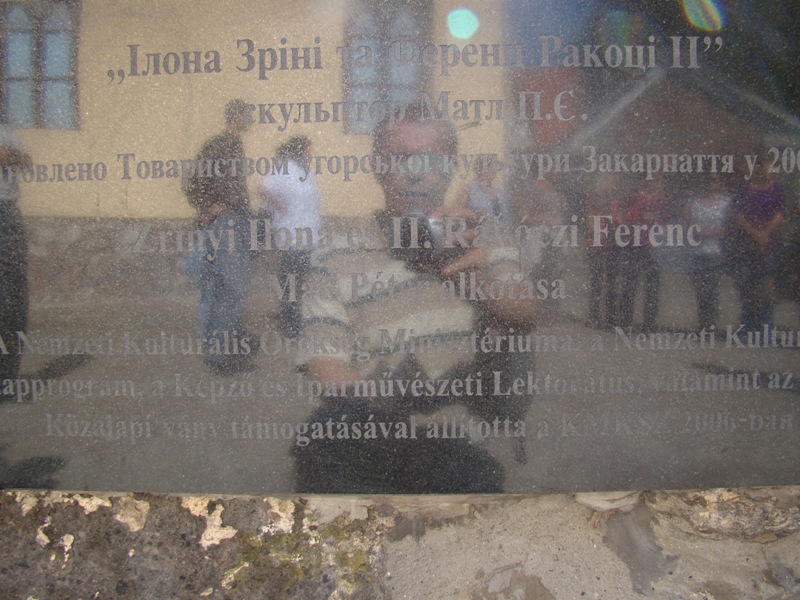 „Ілона Зріні та Ференц Ракоці II”
скульптор Матл П.Є.
Товариством угорської культури Закарпаття у
Zrínyi Ilona és II. Rákóczi Ferenc
Matl Péter alkotása
A Nemzeti Kulturális Örökség Minisztériuma, a Nemzeti
a Képző és Iparművészeti Lektorátus, valamint az
Közalapítvány támogatásával állította a KMKSZ 2006-ban